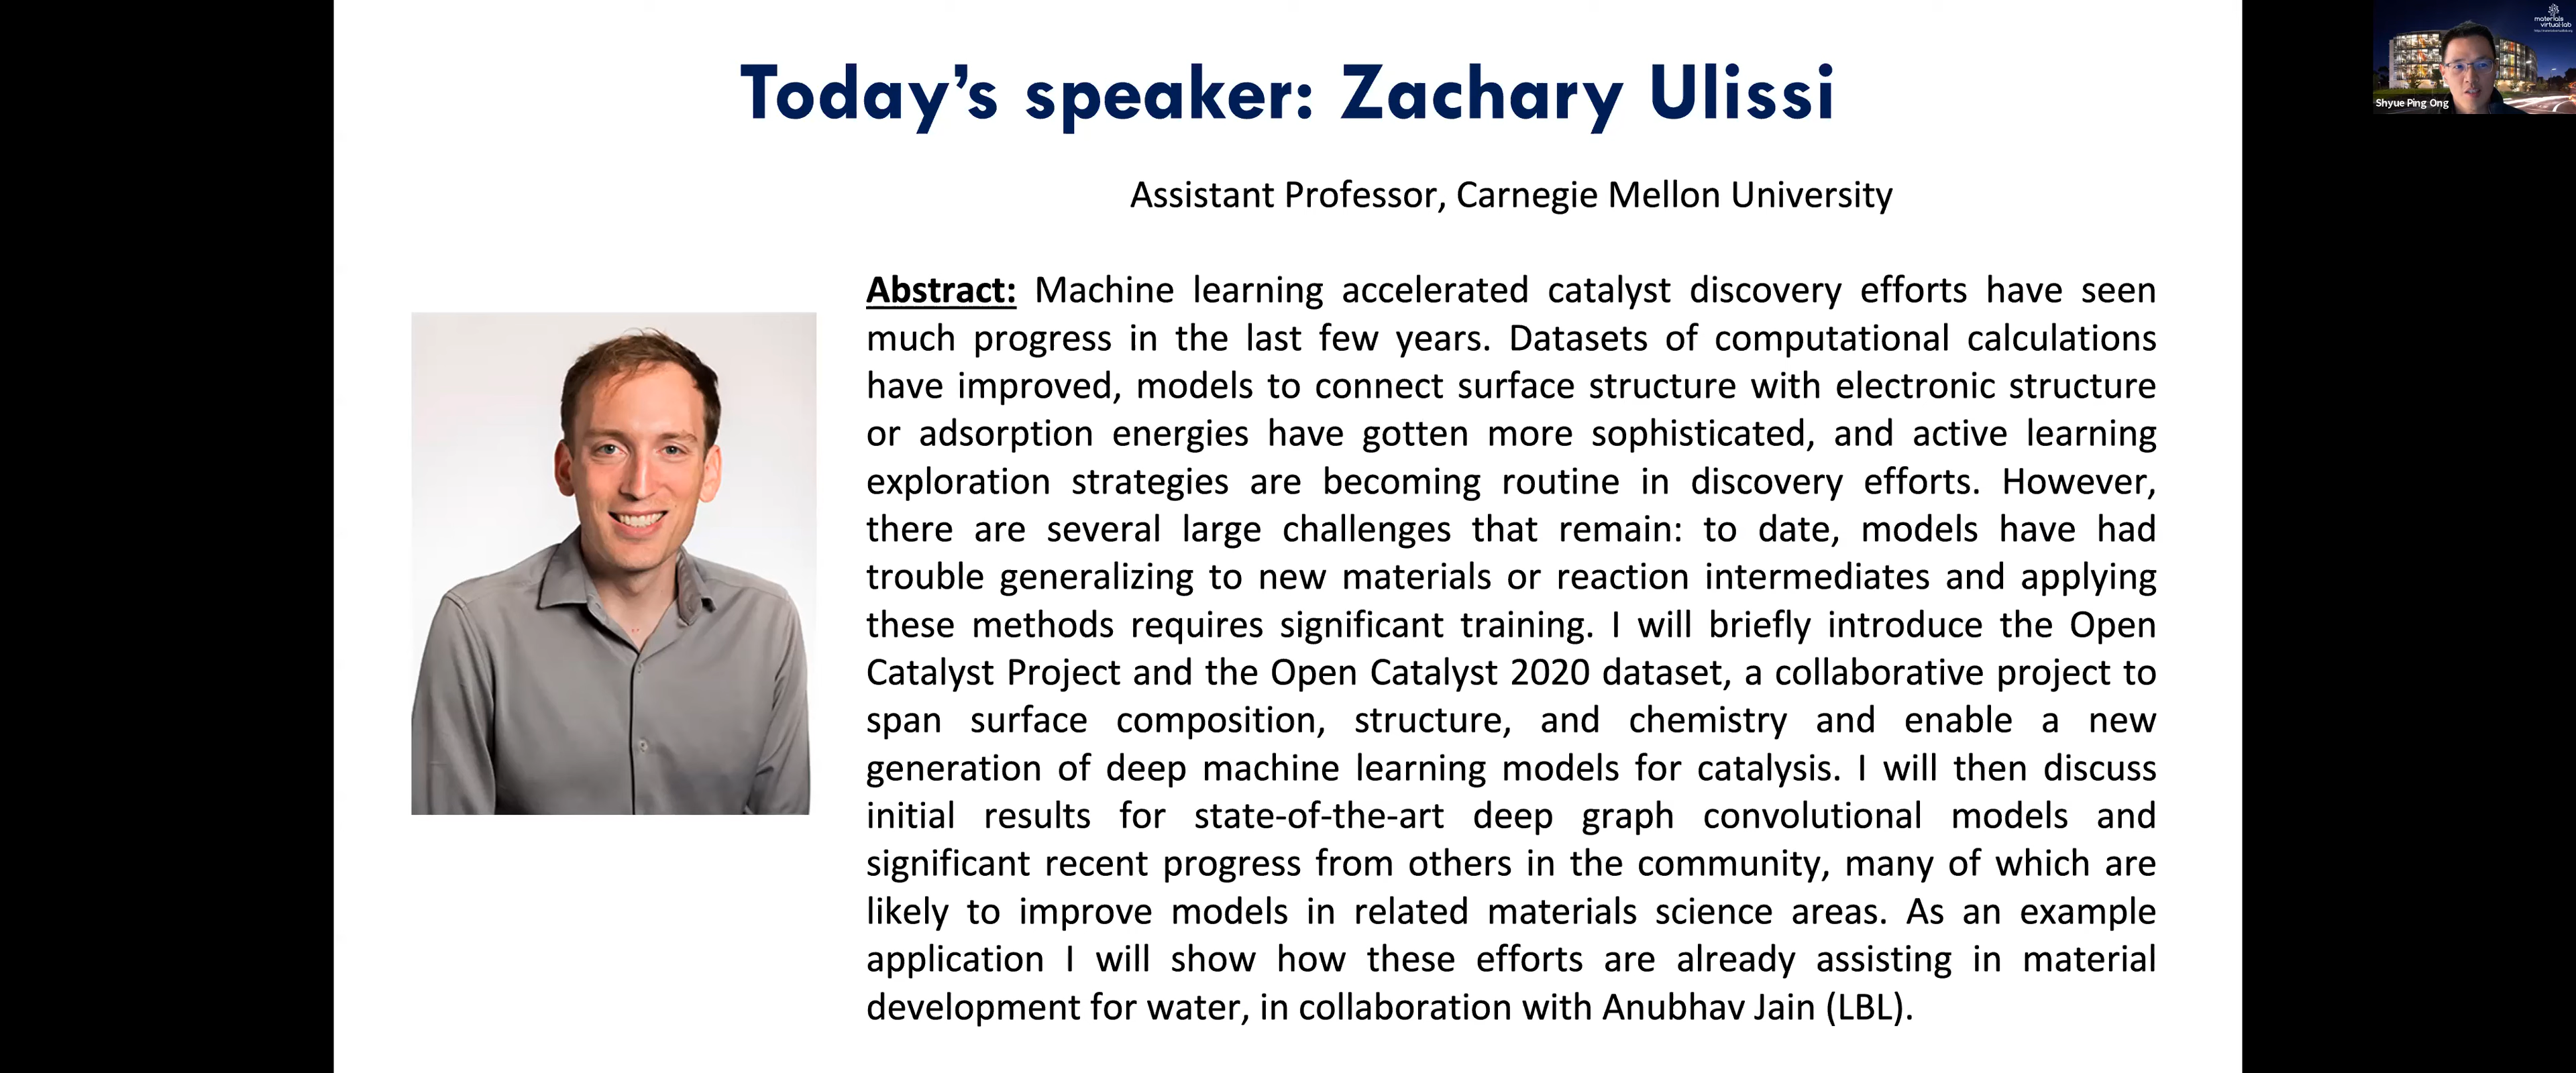 Today's speaker: Zachary Ulissi
Assistant Professor, Carnegie Mellon University
Abstract: Machine learning accelerated catalyst discovery efforts have seen
much progress in the last few years. Datasets of computational calculations
have improved, models to connect surface structure with electronic structure
or adsorption energies have gotten more sophisticated, and active learning
exploration strategies are becoming routine in discovery efforts. However,
there are several large challenges that remain: to date, models have had
trouble generalizing to new materials or reaction intermediates and applying
these methods requires significant training. I will briefly introduce the Open
Catalyst Project and the Open Catalyst 2020 dataset, a collaborative project to
span surface composition, structure, and chemistry and enable a new
generation of deep machine learning models for catalysis. I will then discuss
initial results for state-of-the-art deep graph convolutional models and
significant recent progress from others in the community, many of which are
likely to improve models in related materials science areas. As an example
application I will show how these efforts are already assisting in material
development for water, in collaboration with Anubhav Jain (LBL).
materials
virtual lab
Shyue Ping Ong